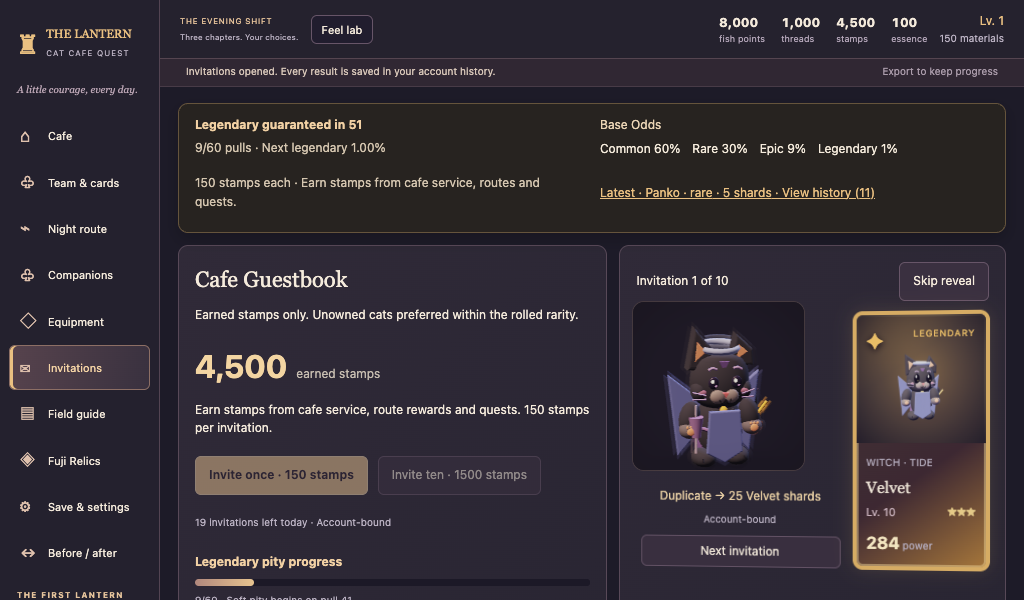 THE LANTERN
CAT CAFE QUEST
A little courage, every day.
Cafe
Team & cards
Night route
Companions
Equipment
Invitations
Field guide
Fuji Relics
Save & settings
Before / after
THE FIRST LANTERN
THE EVENING SHIFT
Three chapters. Your choices.
Feel lab
8,000
fish points
1,000
threads
4,500
stamps
100
essence
Lv. 1
150 materials
Invitations opened. Every result is saved in your account history.
Export to keep progress
Legendary guaranteed in 51
9/60 pulls · Next legendary 1.00%
150 stamps each · Earn stamps from cafe service, routes and
quests.
Base Odds
Common 60% Rare 30% Epic 9% Legendary 1%
Latest · Panko · rare · 5 shards · View history (11)
Cafe Guestbook
Earned stamps only. Unowned cats preferred within the rolled rarity.
4,500 earned stamps
Earn stamps from cafe service, route rewards and quests. 150 stamps
per invitation.
Invite once · 150 stamps
Invite ten · 1500 stamps
19 invitations left today · Account-bound
Legendary pity progress
9/60 · Soft pity begins on pull 41
Invitation 1 of 10
Skip reveal
Duplicate → 25 Velvet shards
Account-bound
Next invitation
LEGENDARY
WITCH · TIDE
Velvet
Lv. 10
284 power